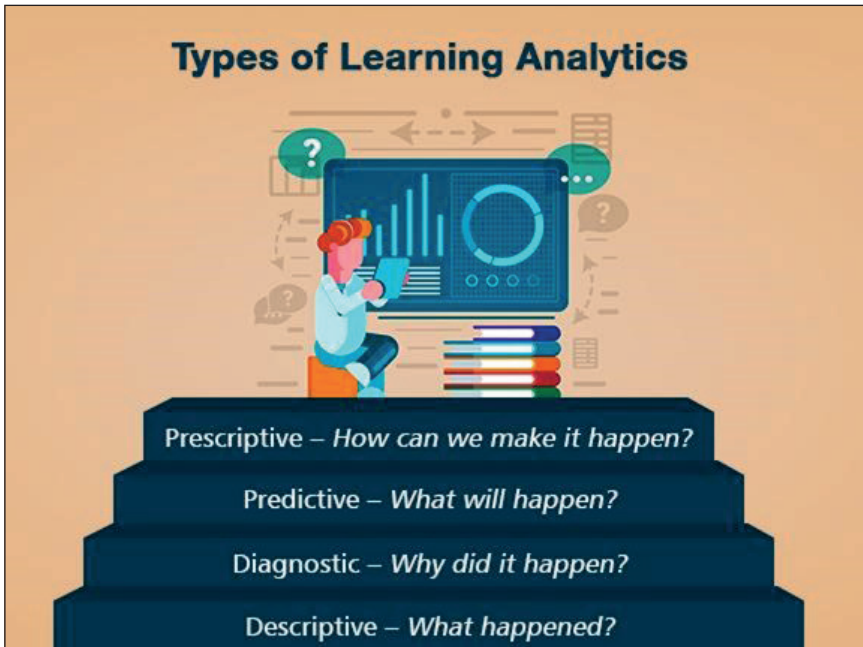 Types of Learning Analytics
?
...
?
?
...
Prescriptive – How can we make it happen?
Predictive – What will happen?
Diagnostic – Why did it happen?
Descriptive – What happened?